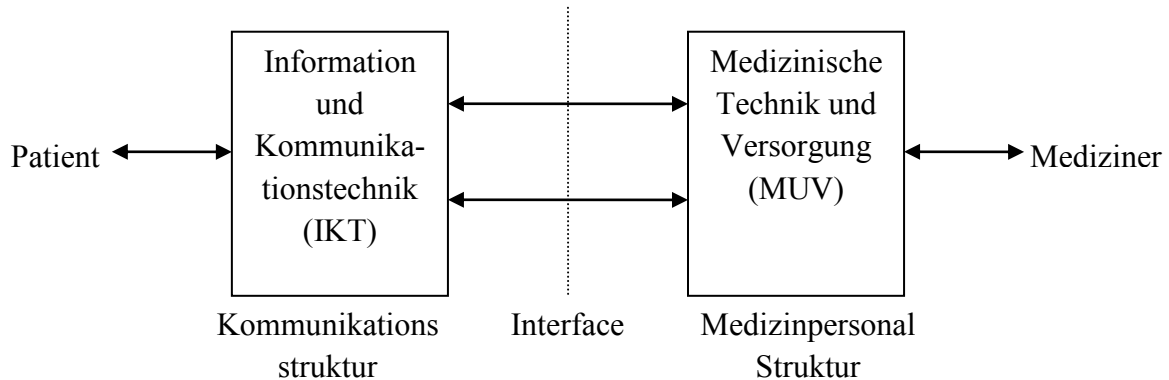 Patient
Information
und
Kommunika-
tionstechnik
(IKT)
Kommunikations
struktur
Interface
Medizinische
Technik und
Versorgung
(MUV)
Medizinpersonal
Struktur
Mediziner